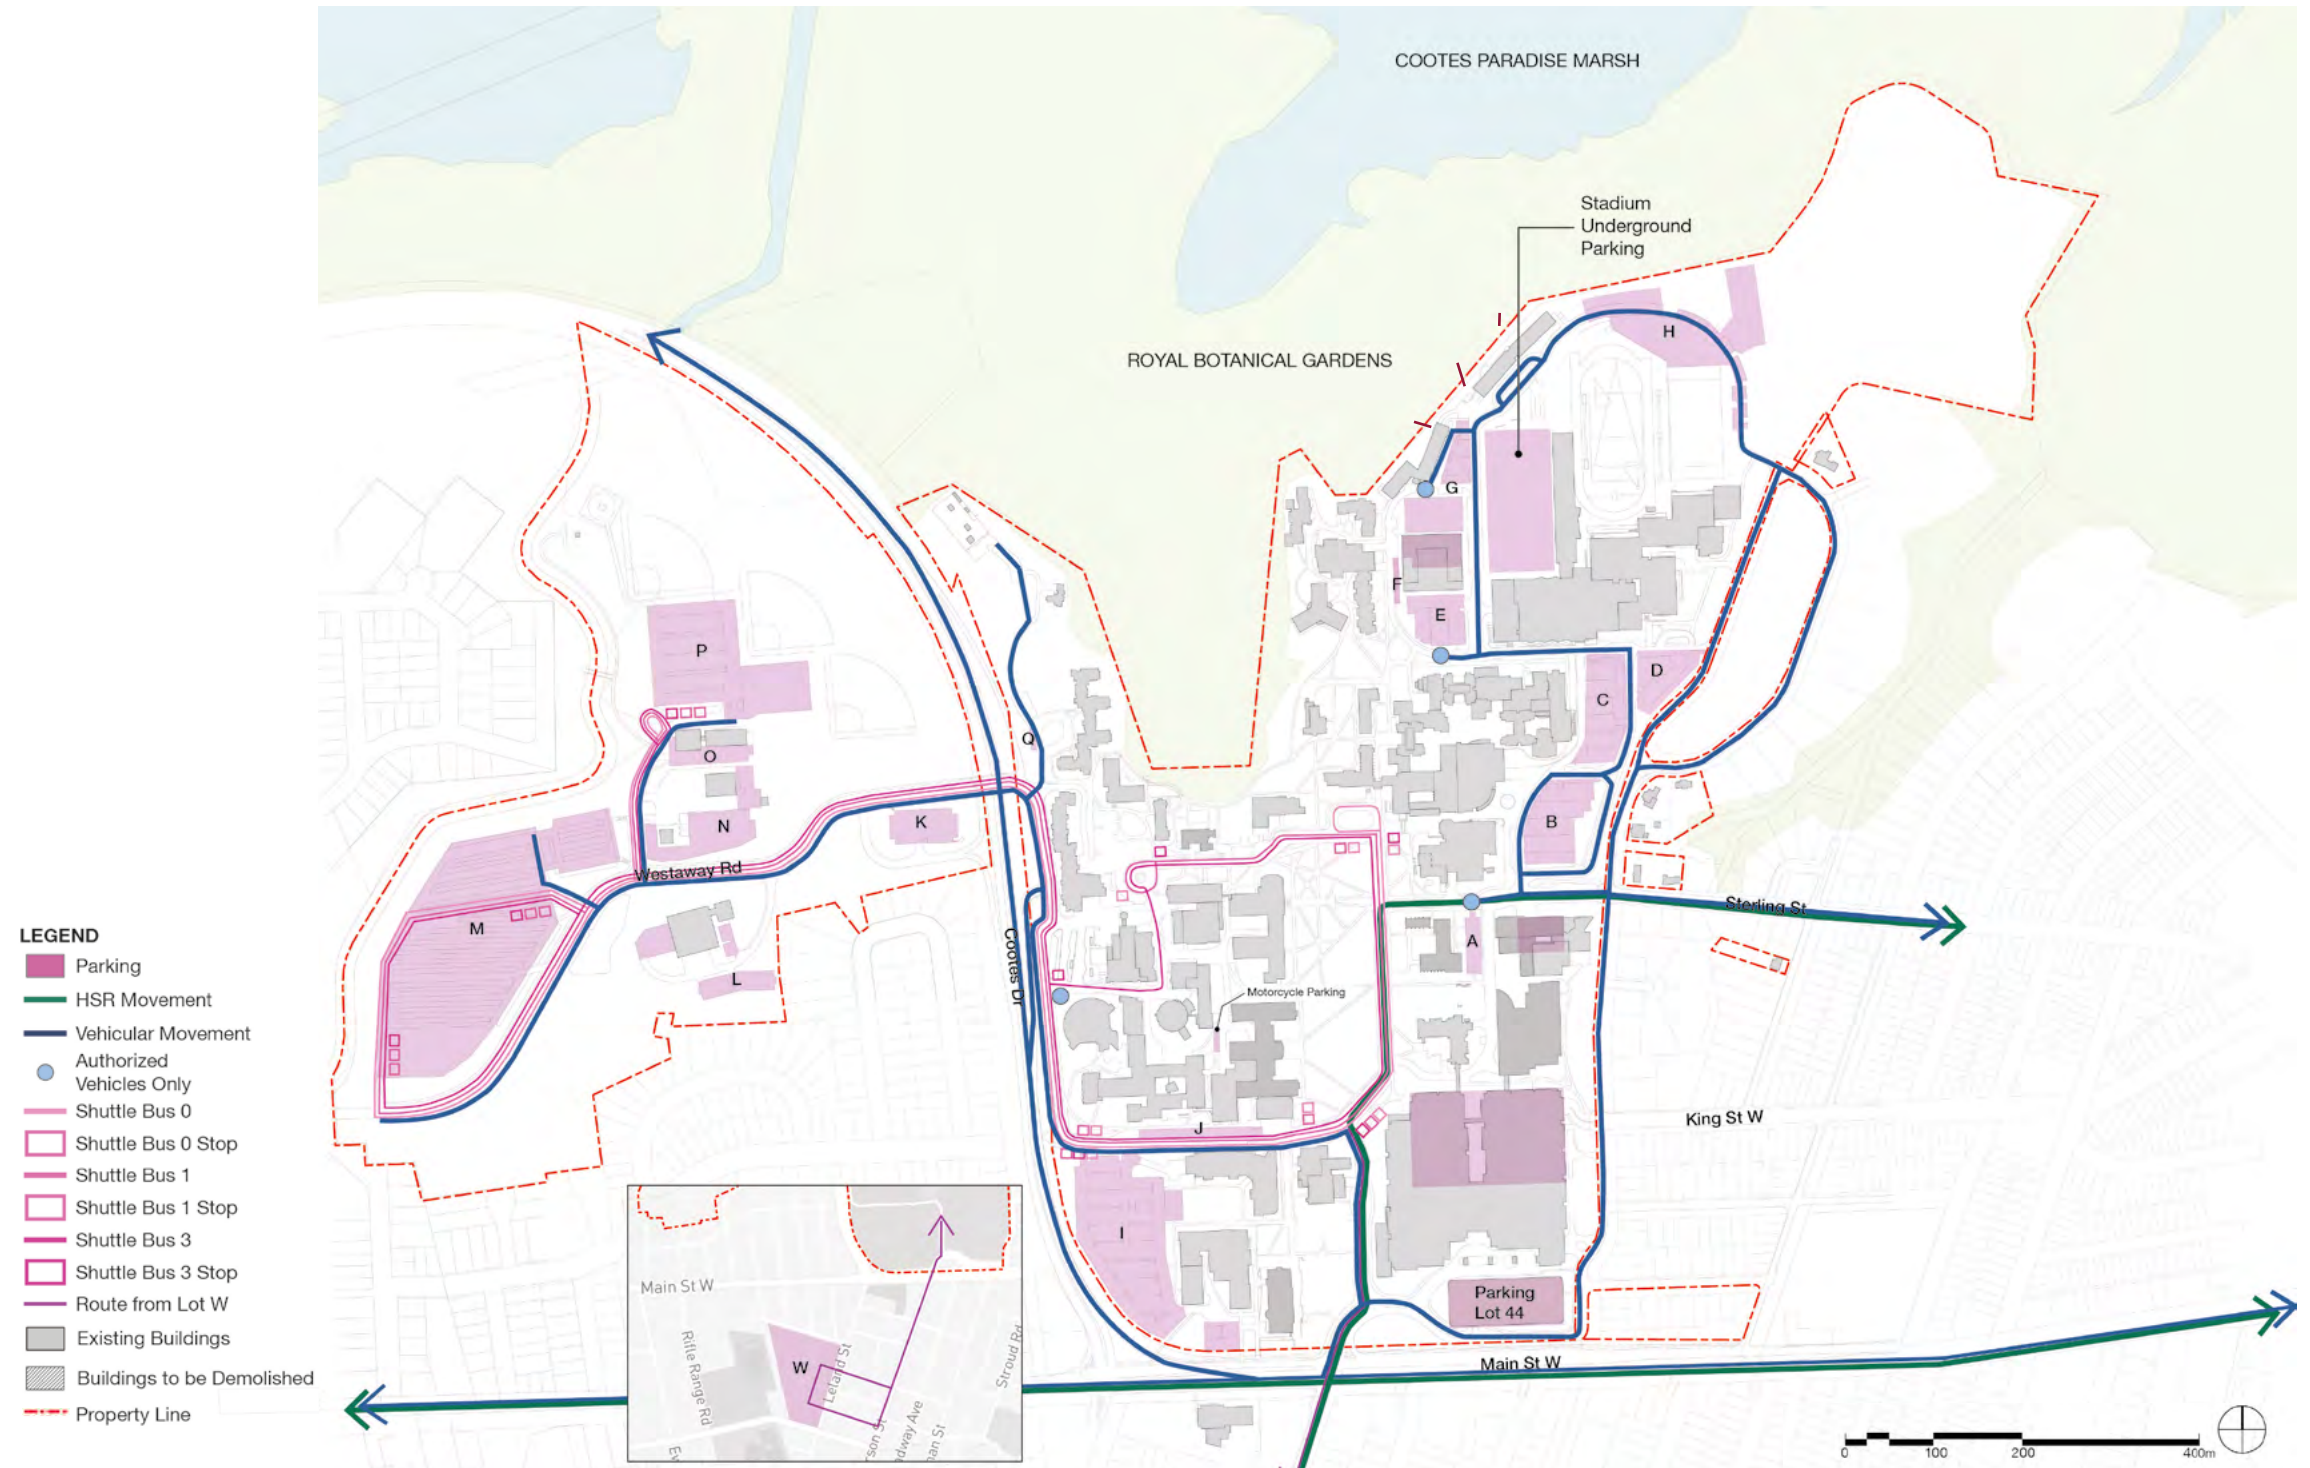 COOTES PARADISE MARSH
Stadium
Underground
Parking
ROYAL BOTANICAL GARDENS
H
G
F
E
P
D
C
Q
O
B
K
N
Westaway Rd
Sterling St
M
A
Cootes Dr
L
Motorcycle Parking
King St W
J
I
Parking
Lot 44
Main St W
LEGEND
Parking
HSR Movement
Vehicular Movement
Authorized
Vehicles Only
Shuttle Bus 0
Shuttle Bus 0 Stop
Shuttle Bus 1
Shuttle Bus 1 Stop
Shuttle Bus 3
Shuttle Bus 3 Stop
Route from Lot W
Existing Buildings
Buildings to be Demolished
Property Line
Main St W
Rifle Range Rd
W
Leland St
Stroud Rd
0 100 200 400m